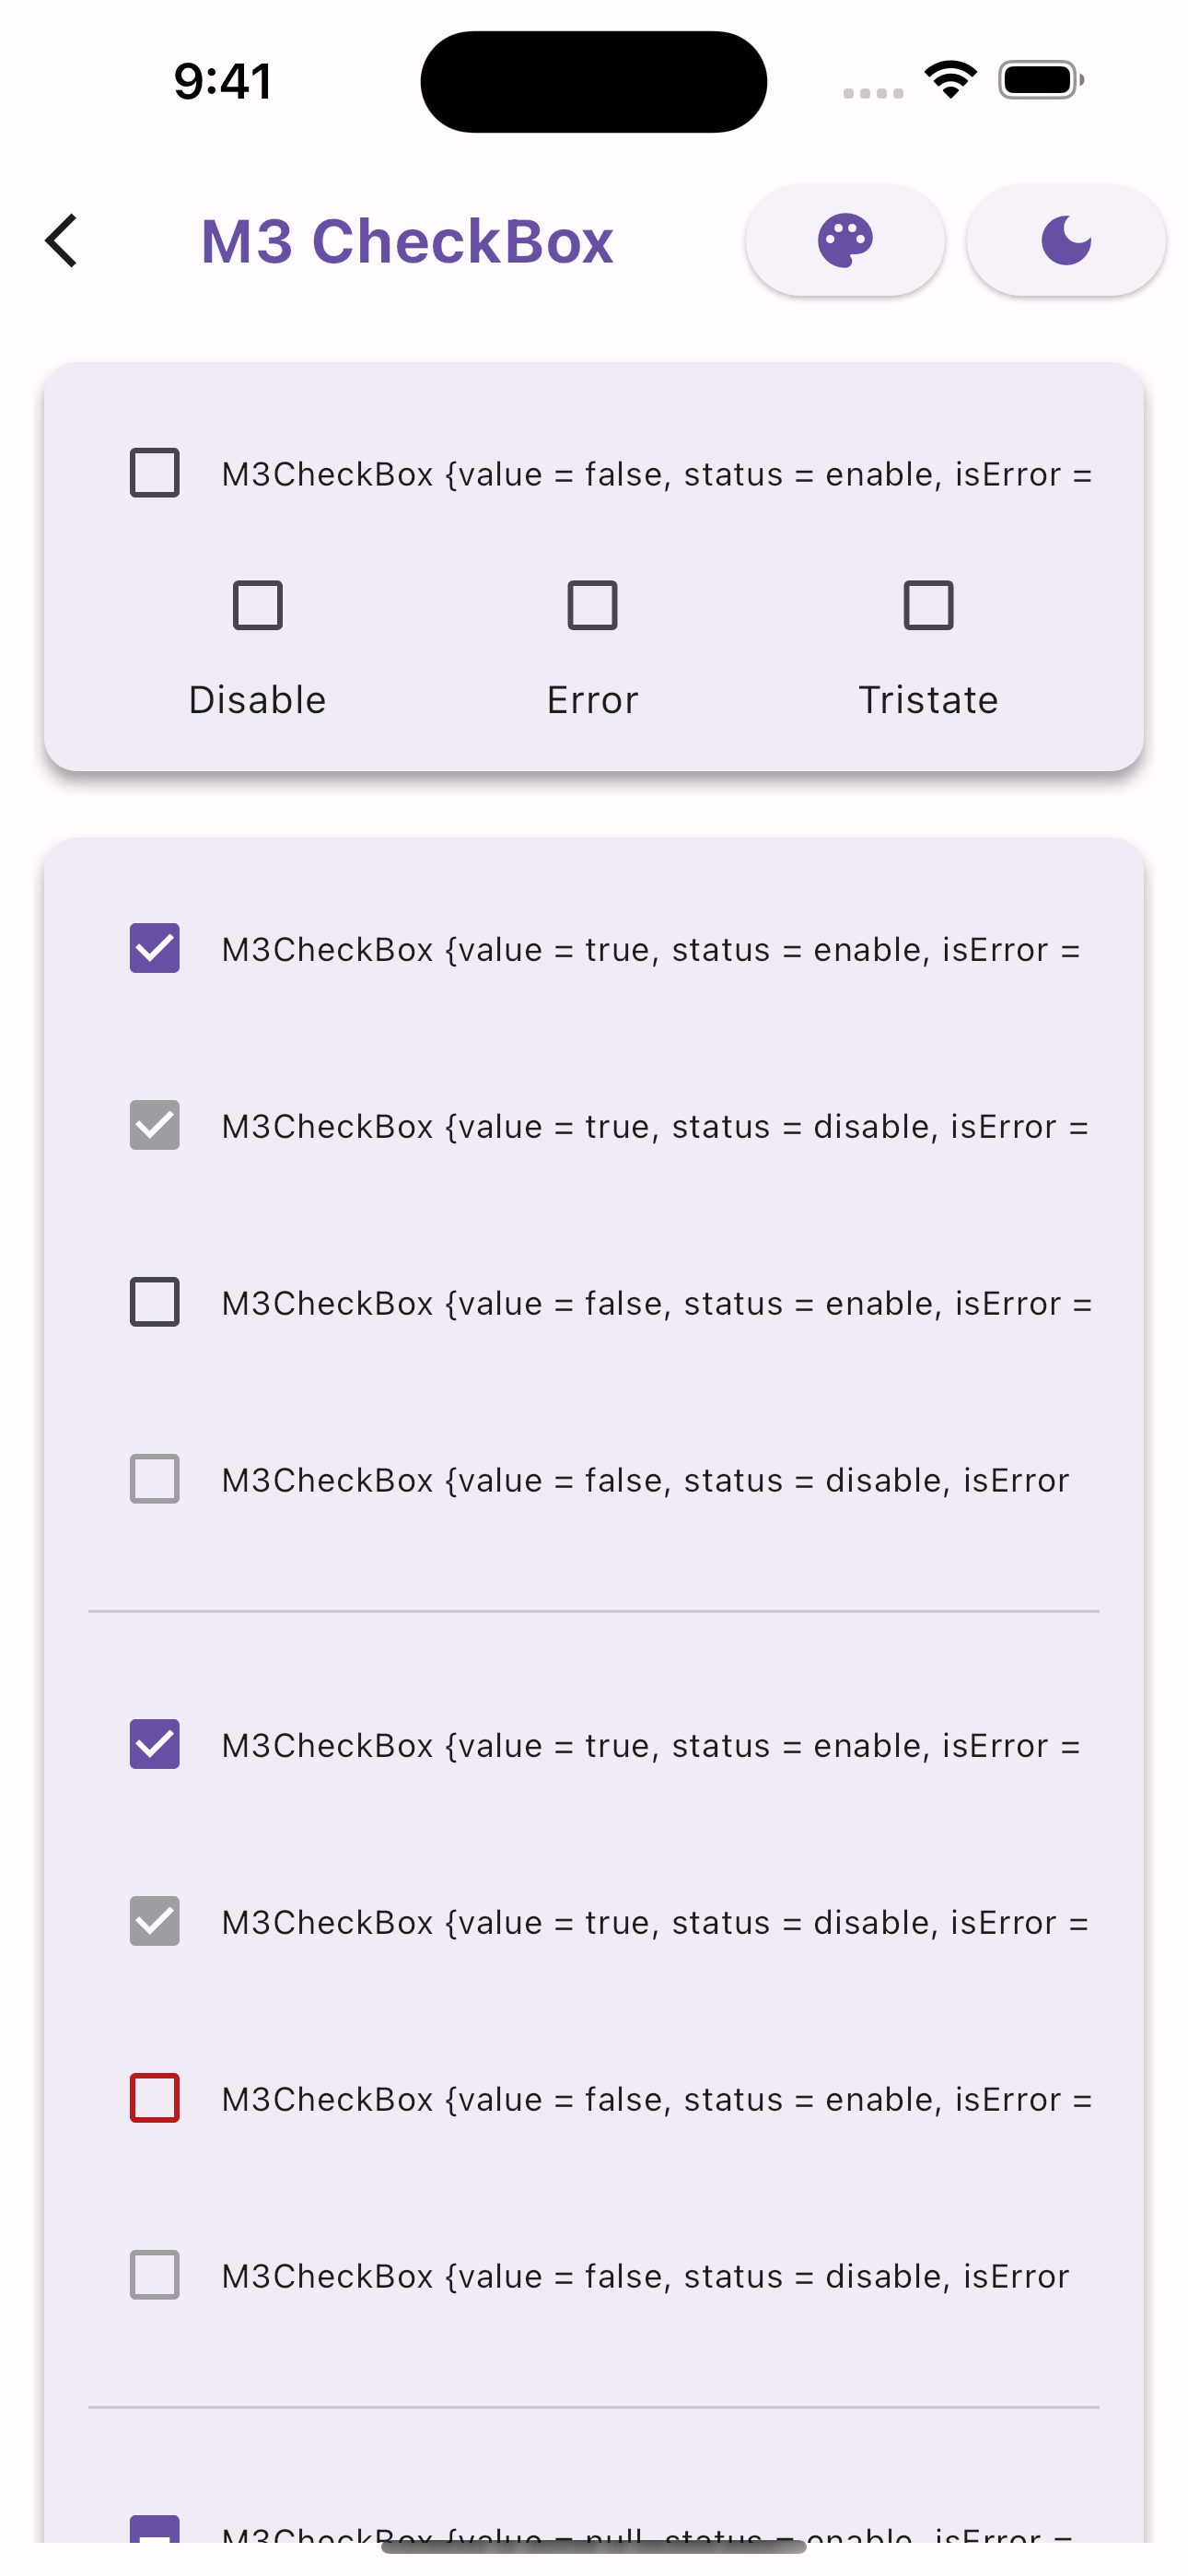 9:41
M3 CheckBox
M3CheckBox {value = false, status = enable, isError =
Disable Error Tristate
M3CheckBox {value = true, status = enable, isError =
M3CheckBox {value = true, status = disable, isError =
M3CheckBox {value = false, status = enable, isError =
M3CheckBox {value = false, status = disable, isError
M3CheckBox {value = true, status = enable, isError =
M3CheckBox {value = true, status = disable, isError =
M3CheckBox {value = false, status = enable, isError =
M3CheckBox {value = false, status = disable, isError
M3CheckBox {value = null, status = enable, isError =